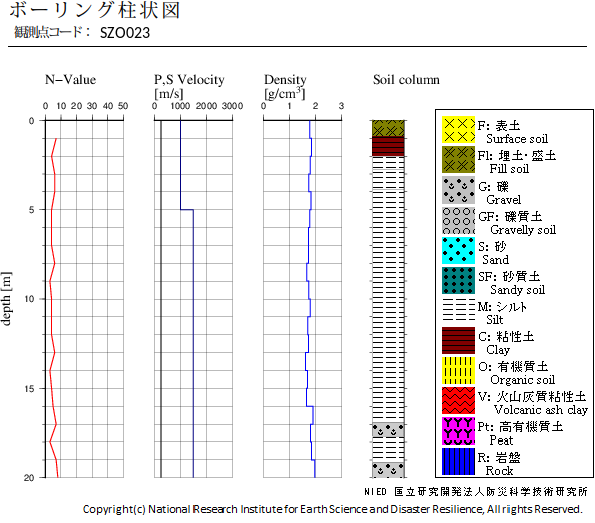 ボーリング柱状図
観測点コード： SZO023
N−Value
P,S Velocity
[m/s]
Density
[g/cm³]
Soil column
0 10 20 30 40 50
0 1000 2000 3000
0 1 2 3
0
5
10
15
20
depth [m]
F: 表土
Surface soil
Fl: 埋土・盛土
Fill soil
G: 礫
Gravel
GF: 礫質土
Gravelly soil
S: 砂
Sand
SF: 砂質土
Sandy soil
M: シルト
Silt
C: 粘性土
Clay
O: 有機質土
Organic soil
V: 火山灰質粘性土
Volcanic ash clay
Pt: 高有機質土
Peat
R: 岩盤
Rock
NIED 国立研究開発法人防災科学技術研究所
Copyright(c) National Research Institute for Earth Science and Disaster Resilience, All rights Reserved.